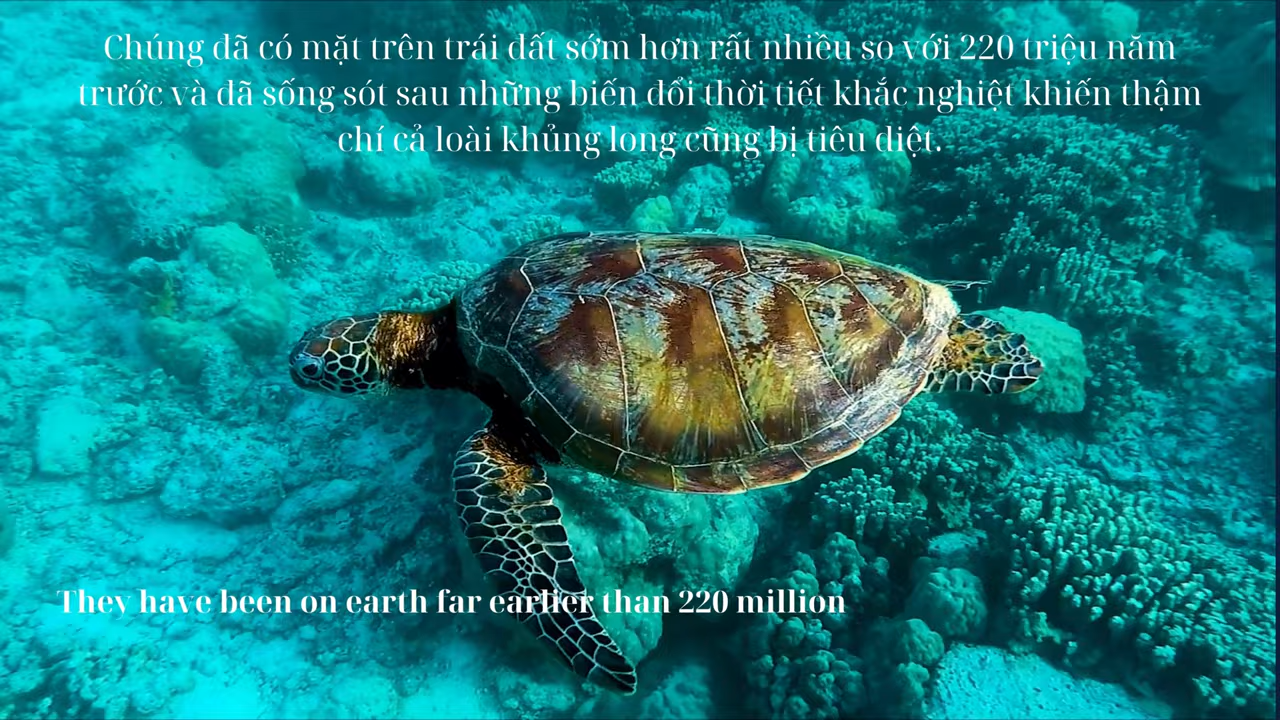 Chúng đã có mặt trên trái đất sớm hơn rất nhiều so với 220 triệu năm
trước và đã sống sót sau những biến đổi thời tiết khắc nghiệt khiến thậm
chí cả loài khủng long cũng bị tiêu diệt.
They have been on earth far earlier than 220 million